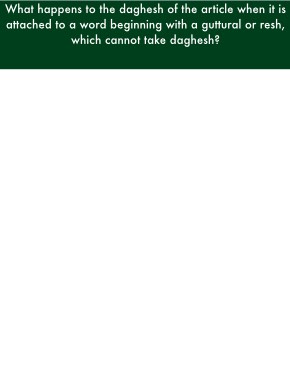 What happens to the daghesh of the article when it is
attached to a word beginning with a guttural or resh,
which cannot take daghesh?